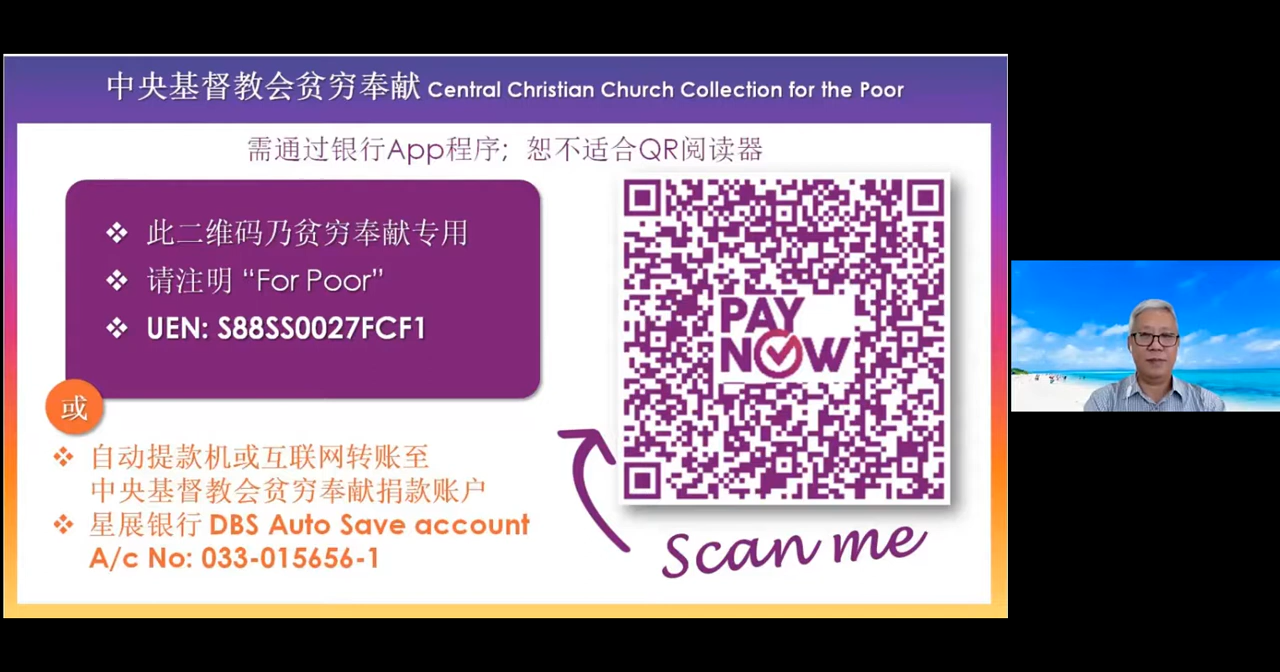 中央基督教会贫穷奉献 Central Christian Church Collection for the Poor
需通过银行App程序; 恕不适合QR阅读器
❖ 此二维码乃贫穷奉献专用
❖ 请注明 “For Poor”
❖ UEN: S88SS0027FCF1
或
❖ 自动提款机或互联网转账至
中央基督教会贫穷奉献捐款账户
❖ 星展银行 DBS Auto Save account
A/c No: 033-015656-1
PAY
NOW
Scan me